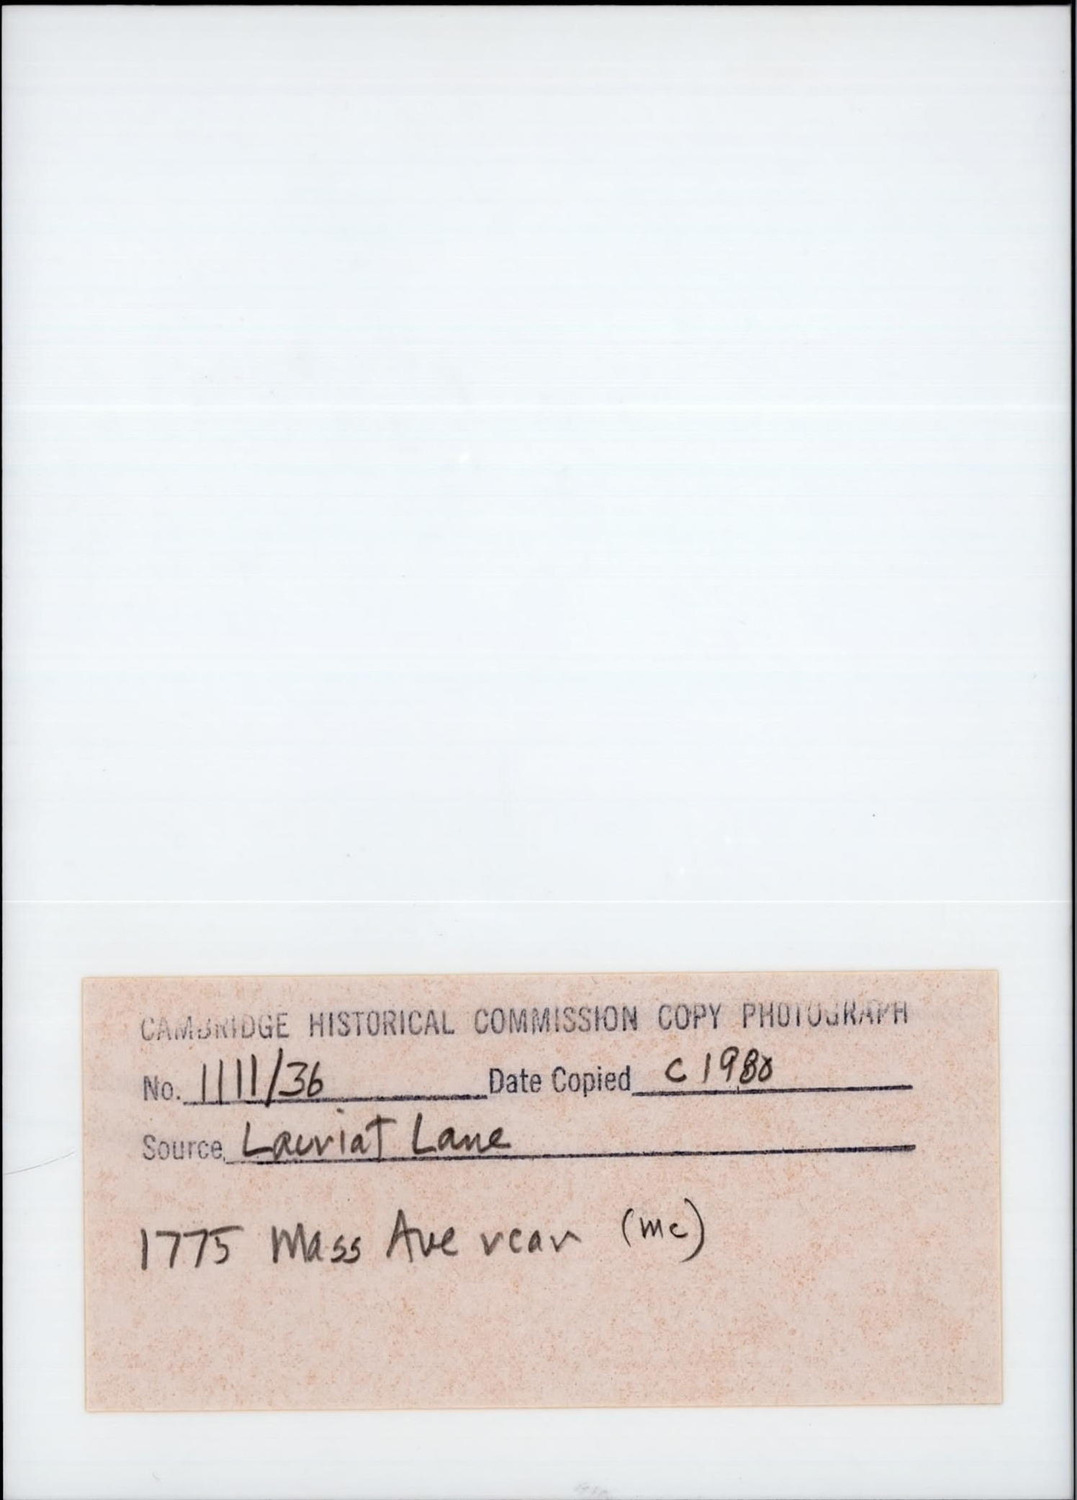 CAMBRIDGE HISTORICAL COMMISSION COPY PHOTOGRAPH
No. 1111/36 Date Copied c 1980
Source Lauriat Lane
1775 Mass Ave rear (mc)